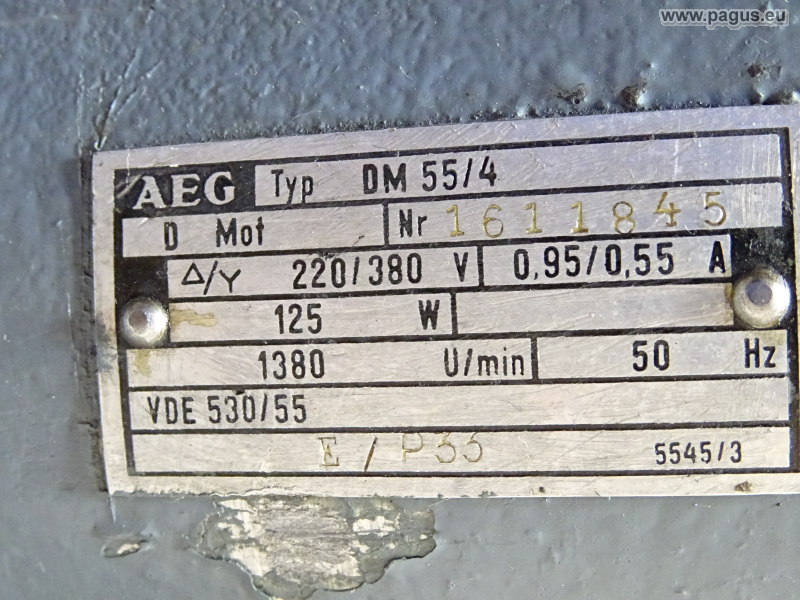 www.pagus.eu
AEG Typ DM 55/4
D Mot Nr 1611845
△/Y 220/380 V 0,95/0,55 A
125 W
1380 U/min 50 Hz
VDE 530/55
E / P33 5545/3